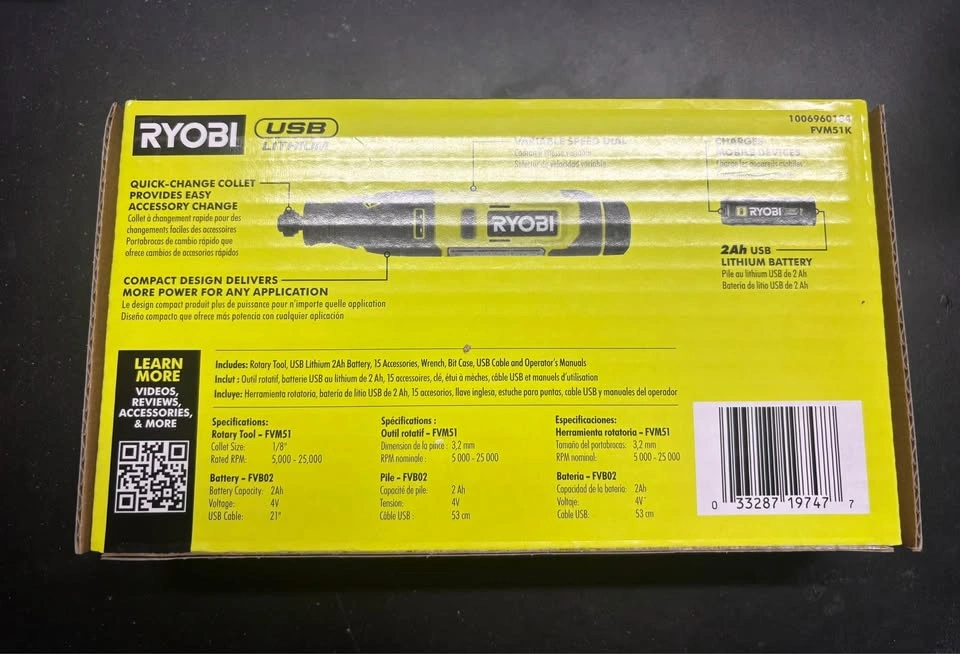 RYOBI USB LITHIUM
1006960
FVM51K
QUICK-CHANGE COLLET
PROVIDES EASY
ACCESSORY CHANGE
Collet à changement rapide pour des
changements faciles des accessoires
Portabrocas de cambio rápido que
ofrece cambios de accesorios rápidos
VARIABLE SPEED DIAL
Selector de velocidad variable
CHARGES
MOBILE DEVICES
RYOBI
RYOBI
2Ah USB
LITHIUM BATTERY
Pile au lithium USB de 2 Ah
Batería de litio USB de 2 Ah
COMPACT DESIGN DELIVERS
MORE POWER FOR ANY APPLICATION
Le design compact produit plus de puissance pour n'importe quelle application
Diseño compacto que ofrece más potencia con cualquier aplicación
LEARN
MORE
VIDEOS,
REVIEWS,
ACCESSORIES,
& MORE
Includes: Rotary Tool, USB Lithium 2Ah Battery, 15 Accessories, Wrench, Bit Case, USB Cable and Operator's Manuals
Inclut : Outil rotatif, batterie USB au lithium de 2 Ah, 15 accessoires, clé, étui à mèches, câble USB et manuels d'utilisation
Incluye: Herramienta rotatoria, batería de litio USB de 2 Ah, 15 accesorios, llave inglesa, estuche para puntas, cable USB y manuales del operador
Specifications:
Rotary Tool – FVM51
Collet Size: 1/8"
Rated RPM: 5,000 - 25,000
Battery – FVB02
Battery Capacity: 2Ah
Voltage: 4V
USB Cable: 21"
Spécifications :
Outil rotatif – FVM51
Dimension de la pince : 3,2 mm
RPM nominale : 5 000 - 25 000
Pile – FVB02
Capacité de pile: 2 Ah
Tension: 4V
Câble USB : 53 cm
Especificaciones:
Herramienta rotatoria – FVM51
Tamaño del portabrocas: 3,2 mm
RPM nominal: 5 000 - 25 000
Batería – FVB02
Capacidad de la batería: 2Ah
Voltaje: 4V
Cable USB: 53 cm
0 33287 19747 7